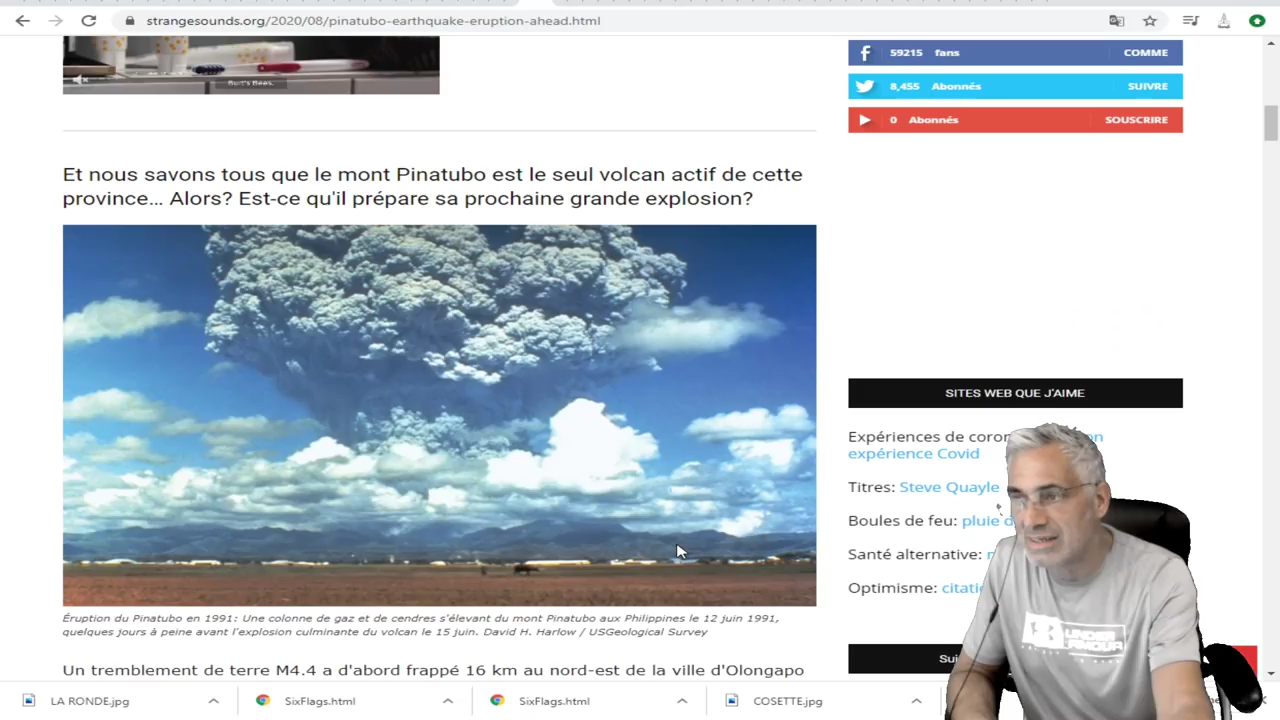 strangesounds.org/2020/08/pinatubo-earthquake-eruption-ahead.html
Burt's Bees.
59215 fans COMME
8,455 Abonnés SUIVRE
0 Abonnés SOUSCRIRE
Et nous savons tous que le mont Pinatubo est le seul volcan actif de cette
province... Alors? Est-ce qu'il prépare sa prochaine grande explosion?
Éruption du Pinatubo en 1991: Une colonne de gaz et de cendres s'élevant du mont Pinatubo aux Philippines le 12 juin 1991,
quelques jours à peine avant l'explosion culminante du volcan le 15 juin. David H. Harlow / USGeological Survey
Un tremblement de terre M4.4 a d'abord frappé 16 km au nord-est de la ville d'Olongapo
SITES WEB QUE J'AIME
Expériences de
expérience Covid
Titres: Steve Quayle
Boules de feu: pluie
Santé alternative:
Optimisme:
UNDER
ARMOUR
LA RONDE.jpg
SixFlags.html
SixFlags.html
COSETTE.jpg